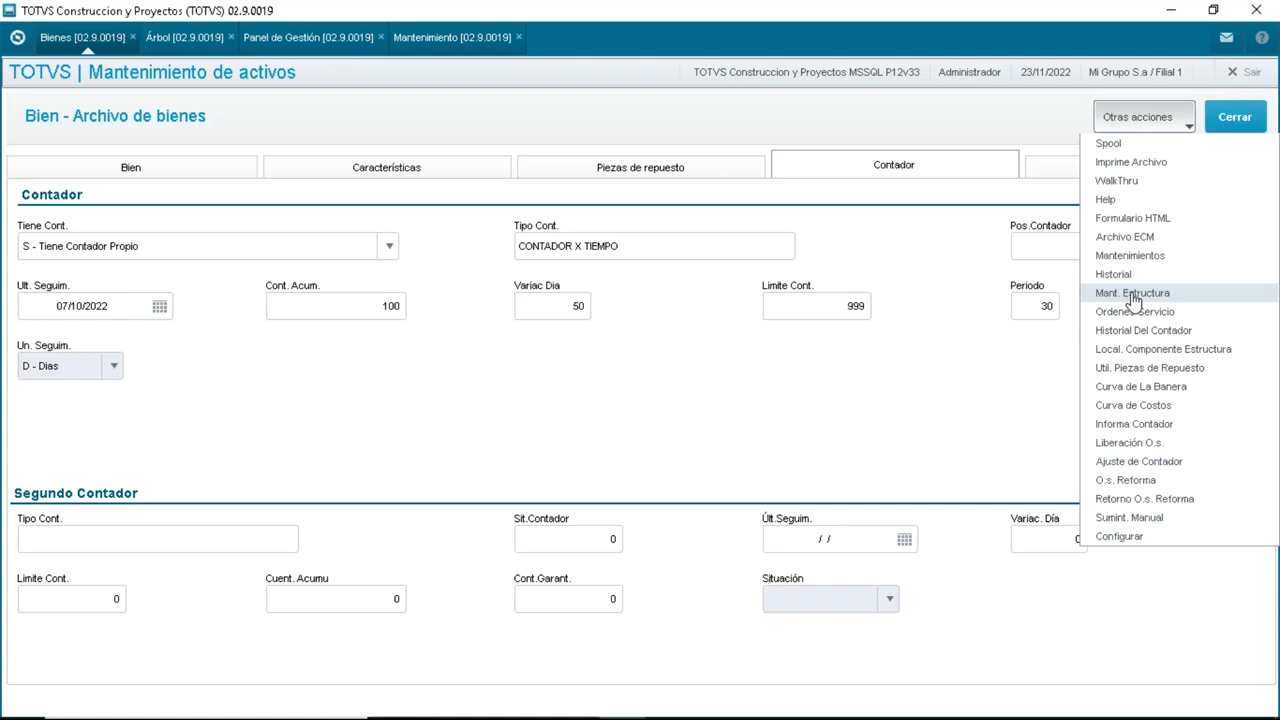 TOTVS Construccion y Proyectos (TOTVS) 02.9.0019
Bienes [02.9.0019] Árbol [02.9.0019] Panel de Gestión [02.9.0019] Mantenimiento [02.9.0019]
TOTVS | Mantenimiento de activos
TOTVS Construccion y Proyectos MSSQL P12v33 Administrador 23/11/2022 Mi Grupo S.a / Filial 1 Sair
Bien - Archivo de bienes
Otras acciones
Cerrar
Bien Características Piezas de repuesto Contador
Contador
Tiene Cont. Tipo Cont. Pos.Contador
S - Tiene Contador Propio CONTADOR X TIEMPO
Ult. Seguim. Cont. Acum. Variac Dia Limite Cont. Periodo
07/10/2022 100 50 999 30
Un. Seguim.
D - Dias
Segundo Contador
Tipo Cont. Sit.Contador Últ.Seguim. Variac. Día
0 / / 0
Limite Cont. Cuent. Acumu Cont.Garant. Situación
0 0 0
Spool
Imprime Archivo
WalkThru
Help
Formulario HTML
Archivo ECM
Mantenimientos
Historial
Mant. Estructura
Ordenes Servicio
Historial Del Contador
Local. Componente Estructura
Util. Piezas de Repuesto
Curva de La Banera
Curva de Costos
Informa Contador
Liberación O.s.
Ajuste de Contador
O.s. Reforma
Retorno O.s. Reforma
Sumint. Manual
Configurar